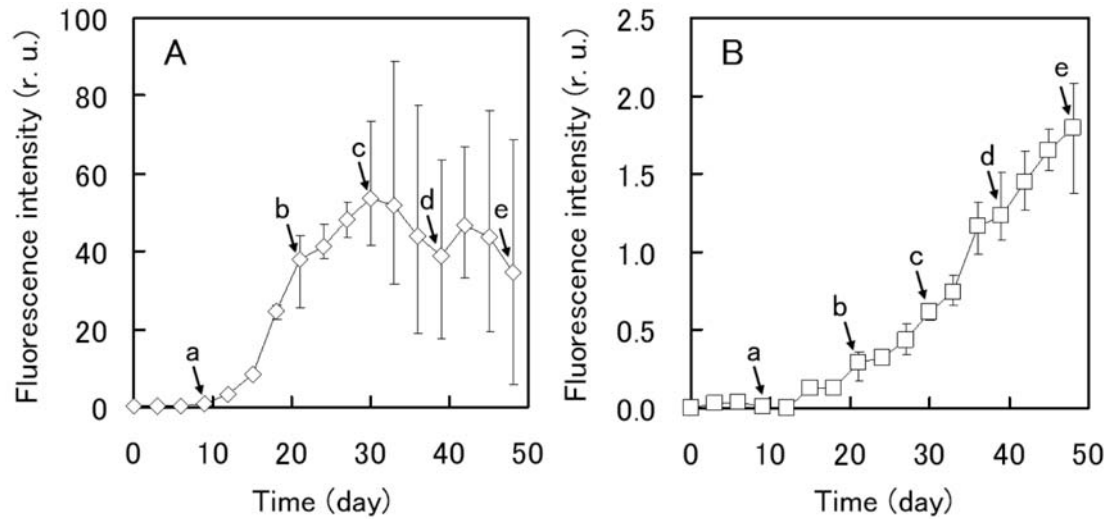 A
Fluorescence intensity (r. u.)
100
80
60
40
20
0
a
b
c
d
e
0 10 20 30 40 50
Time (day)
B
Fluorescence intensity (r. u.)
2.5
2.0
1.5
1.0
0.5
0.0
a
b
c
d
e
0 10 20 30 40 50
Time (day)